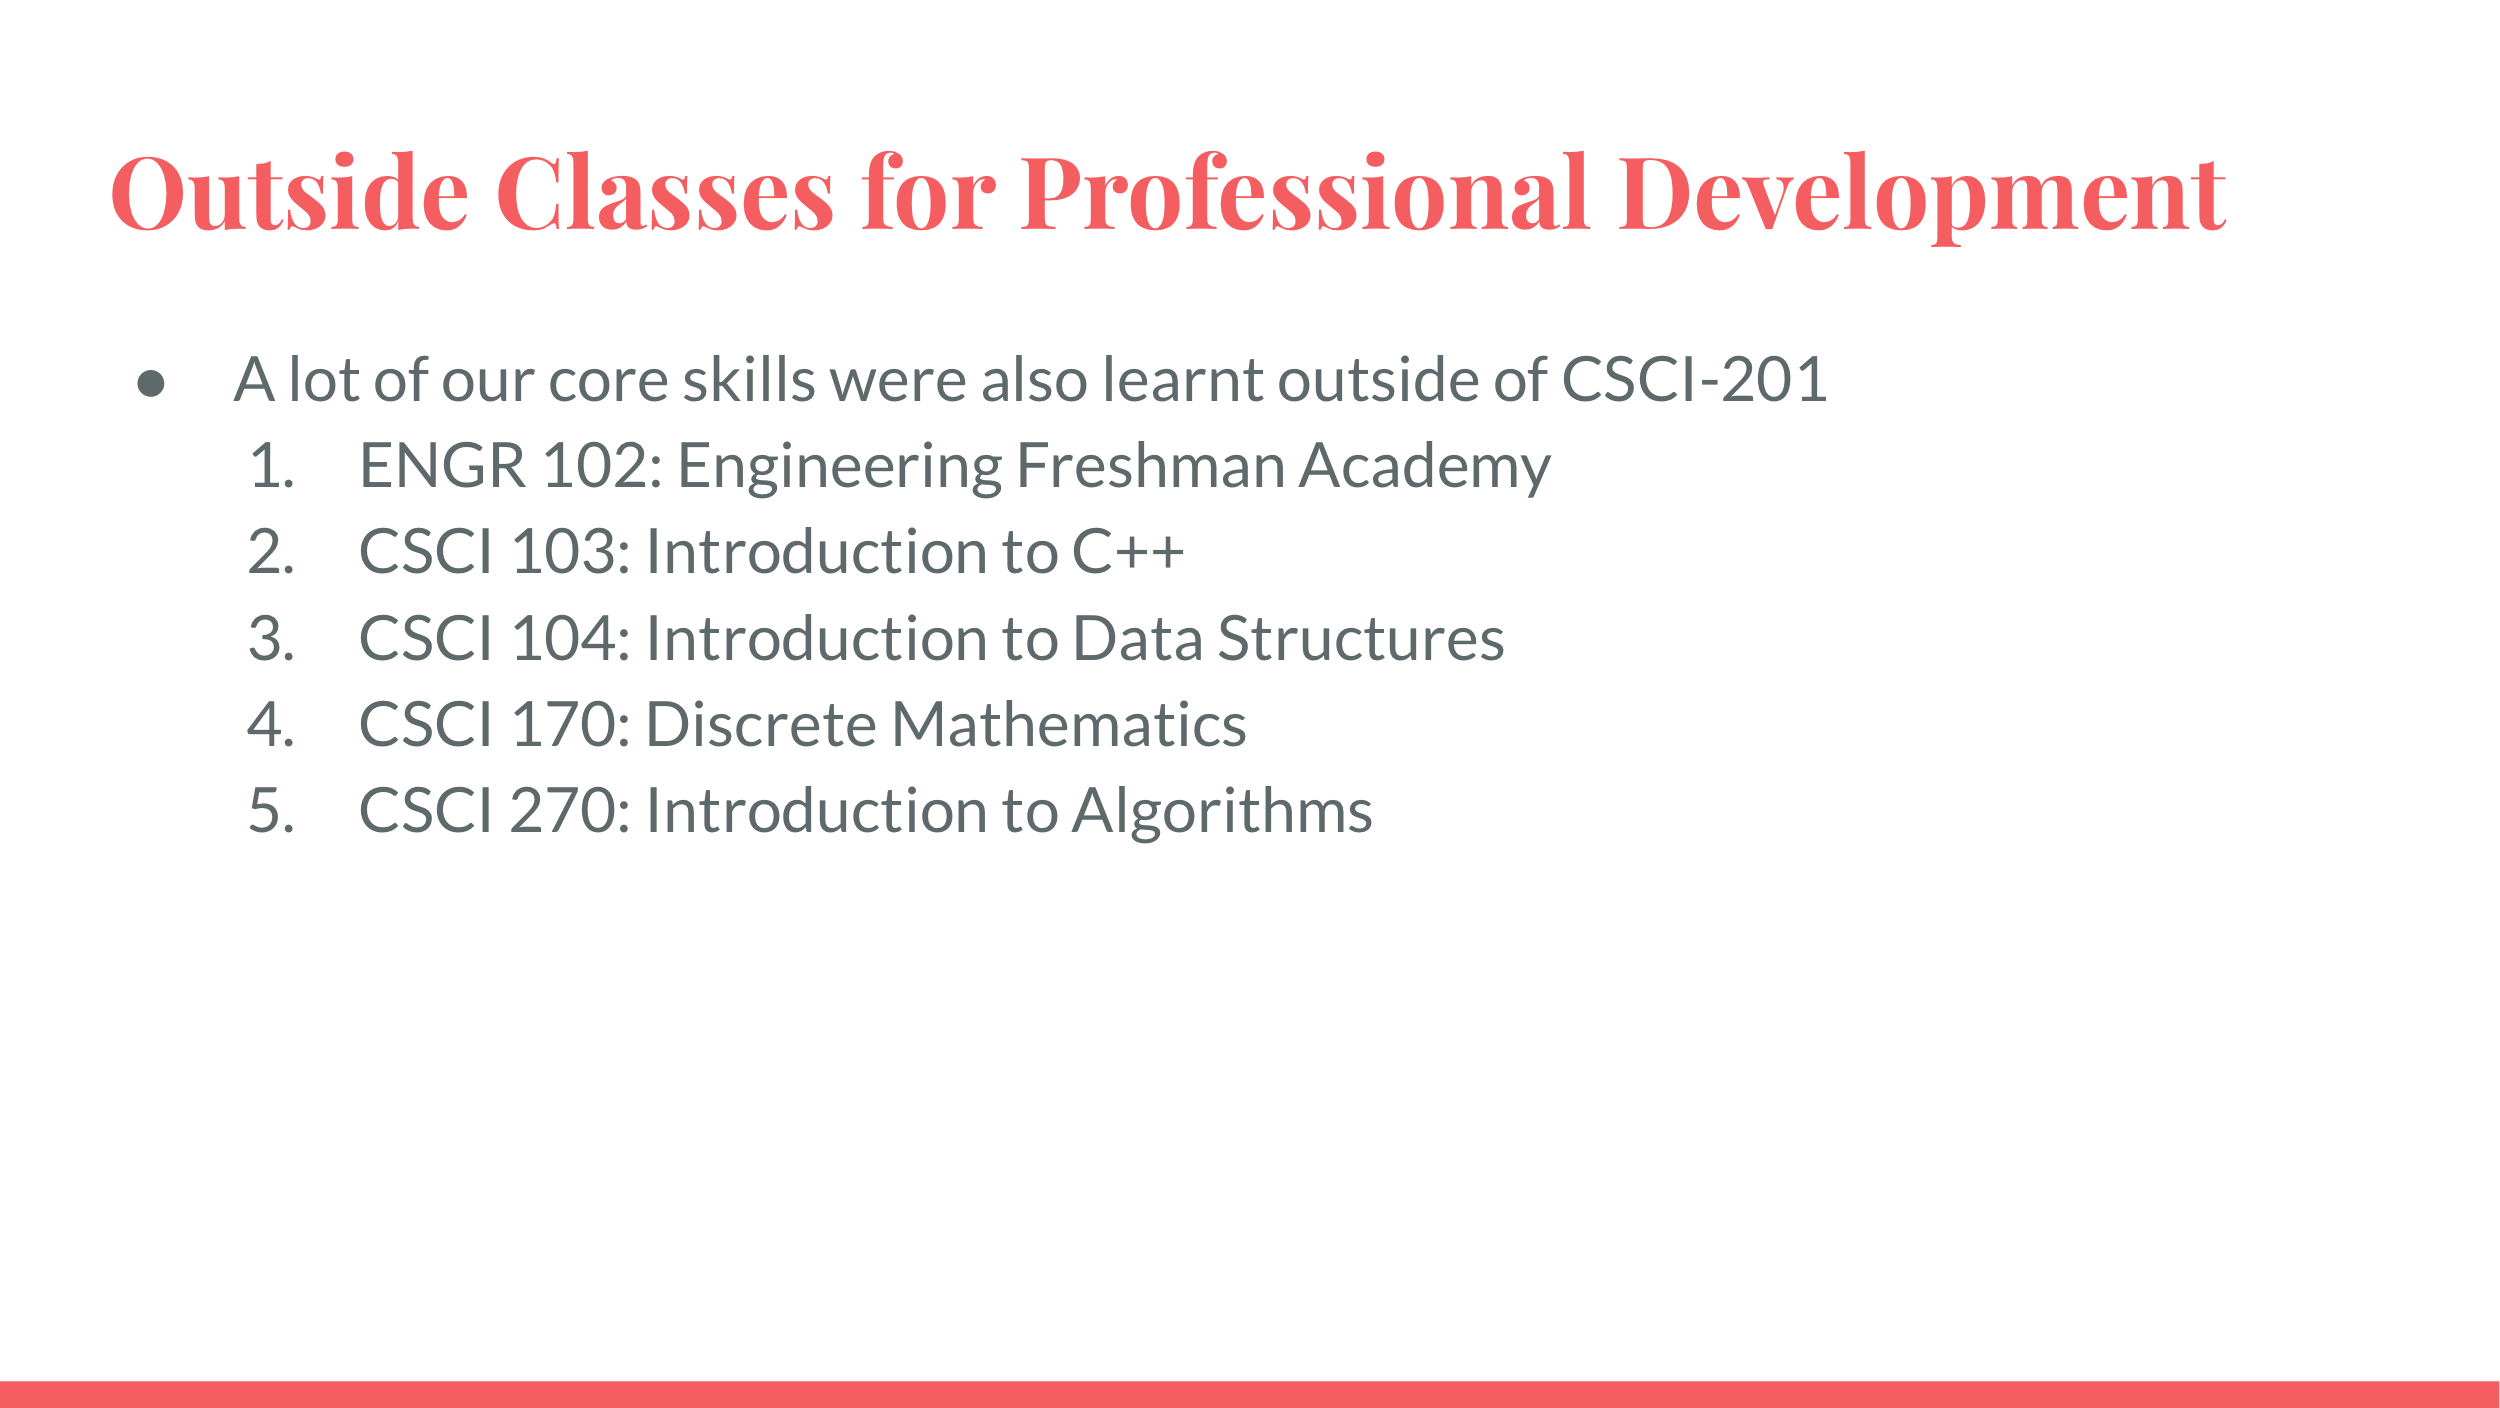 Outside Classes for Professional Development
● A lot of our core skills were also learnt outside of CSCI-201
1. ENGR 102: Engineering Freshman Academy
2. CSCI 103: Introduction to C++
3. CSCI 104: Introduction to Data Structures
4. CSCI 170: Discrete Mathematics
5. CSCI 270: Introduction to Algorithms